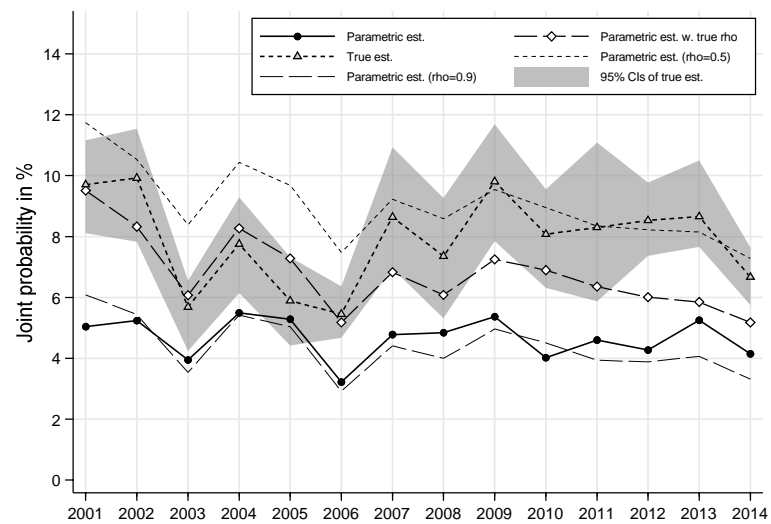 Parametric est.
Parametric est. w. true rho
True est.
Parametric est. (rho=0.5)
Parametric est. (rho=0.9)
95% CIs of true est.
Joint probability in %
14
12
10
8
6
4
2
0
2001 2002 2003 2004 2005 2006 2007 2008 2009 2010 2011 2012 2013 2014